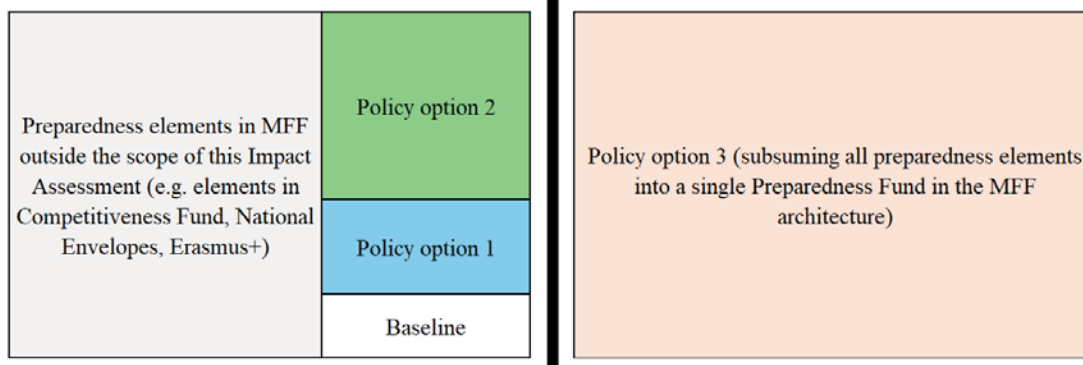 Preparedness elements in MFF
outside the scope of this Impact
Assessment (e.g. elements in
Competitiveness Fund, National
Envelopes, Erasmus+)
Policy option 2
Policy option 1
Baseline
Policy option 3 (subsuming all preparedness elements
into a single Preparedness Fund in the MFF
architecture)